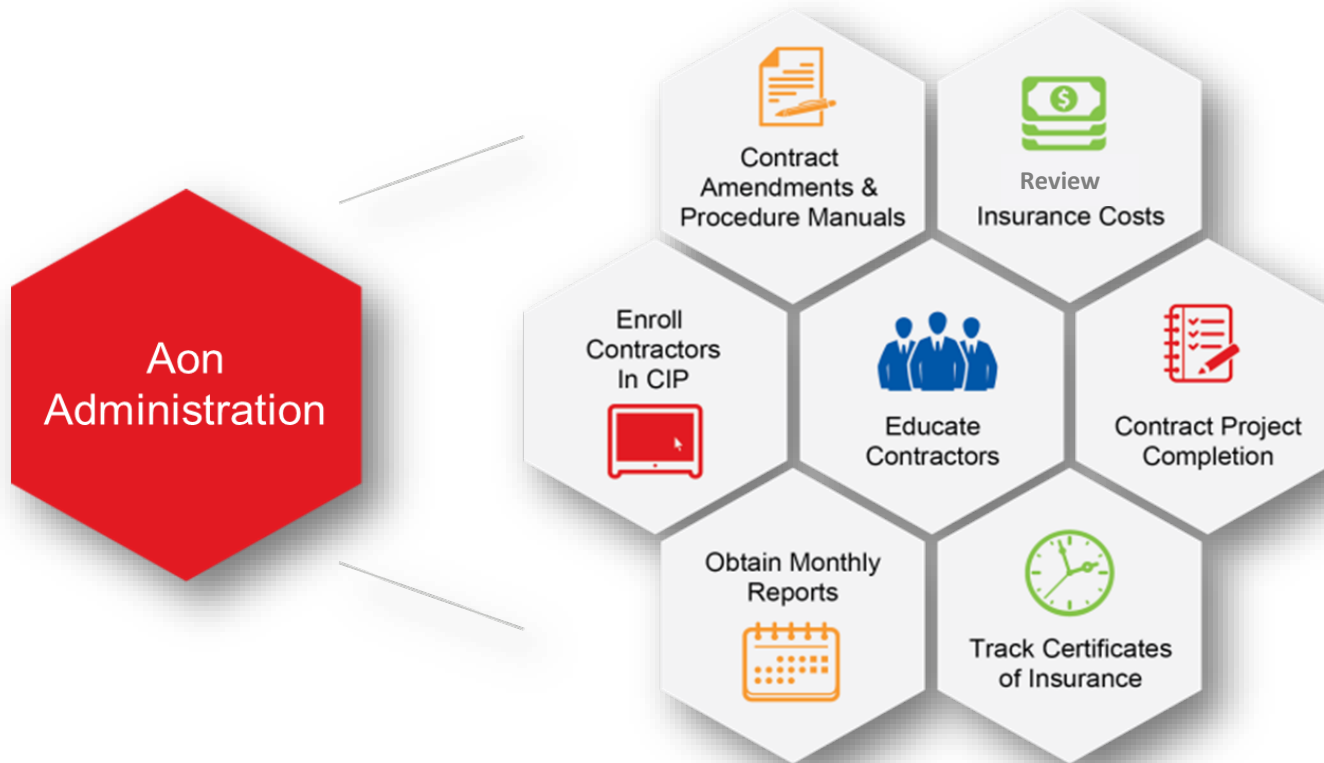 Aon
Administration
Contract
Amendments &
Procedure Manuals
Review
Insurance Costs
Enroll
Contractors
In CIP
Educate
Contractors
Contract Project
Completion
Obtain Monthly
Reports
Track Certificates
of Insurance